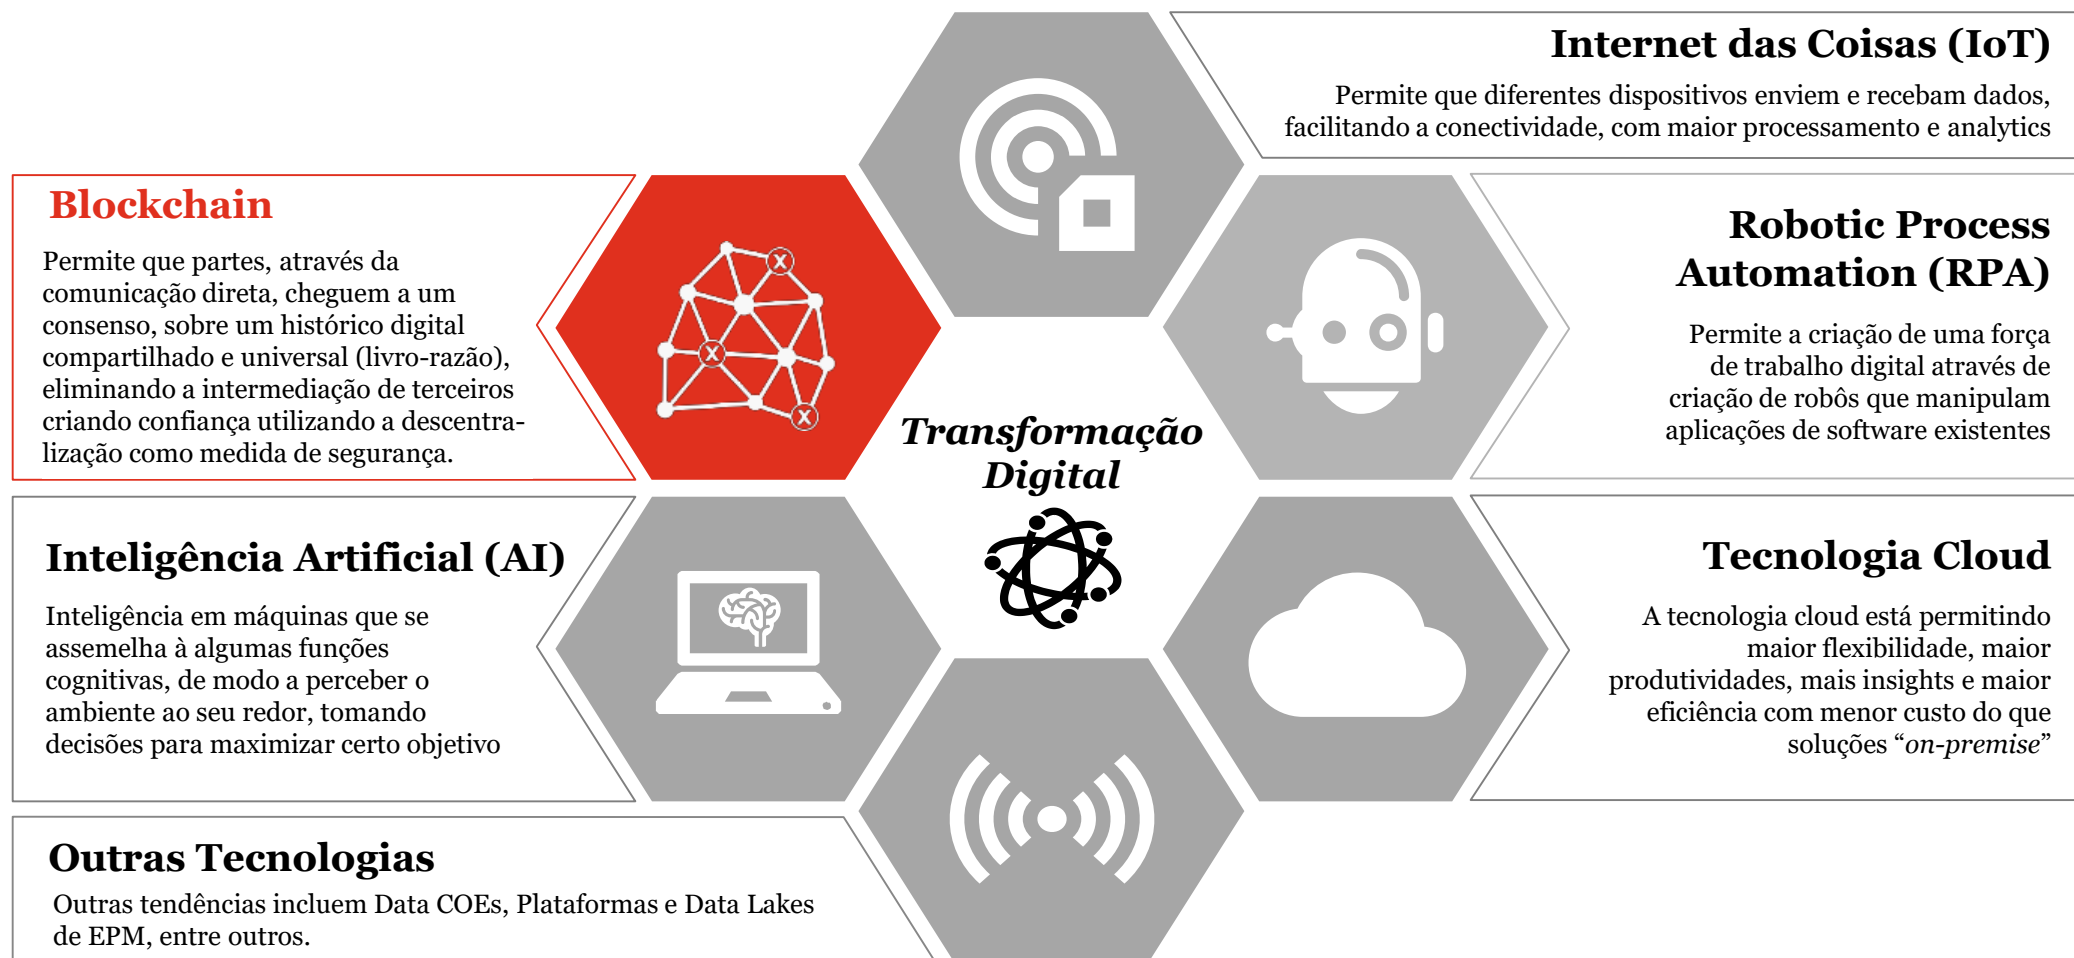 Internet das Coisas (IoT)
Permite que diferentes dispositivos enviem e recebam dados,
facilitando a conectividade, com maior processamento e analytics
Blockchain
Permite que partes, através da
comunicação direta, cheguem a um
consenso, sobre um histórico digital
compartilhado e universal (livro-razão),
eliminando a intermediação de terceiros
criando confiança utilizando a descentra-
lização como medida de segurança.
X
X
X
Robotic Process
Automation (RPA)
Permite a criação de uma força
de trabalho digital através de
criação de robôs que manipulam
aplicações de software existentes
Transformação
Digital
Inteligência Artificial (AI)
Inteligência em máquinas que se
assemelha à algumas funções
cognitivas, de modo a perceber o
ambiente ao seu redor, tomando
decisões para maximizar certo objetivo
Tecnologia Cloud
A tecnologia cloud está permitindo
maior flexibilidade, maior
produtividades, mais insights e maior
eficiência com menor custo do que
soluções “on-premise”
Outras Tecnologias
Outras tendências incluem Data COEs, Plataformas e Data Lakes
de EPM, entre outros.